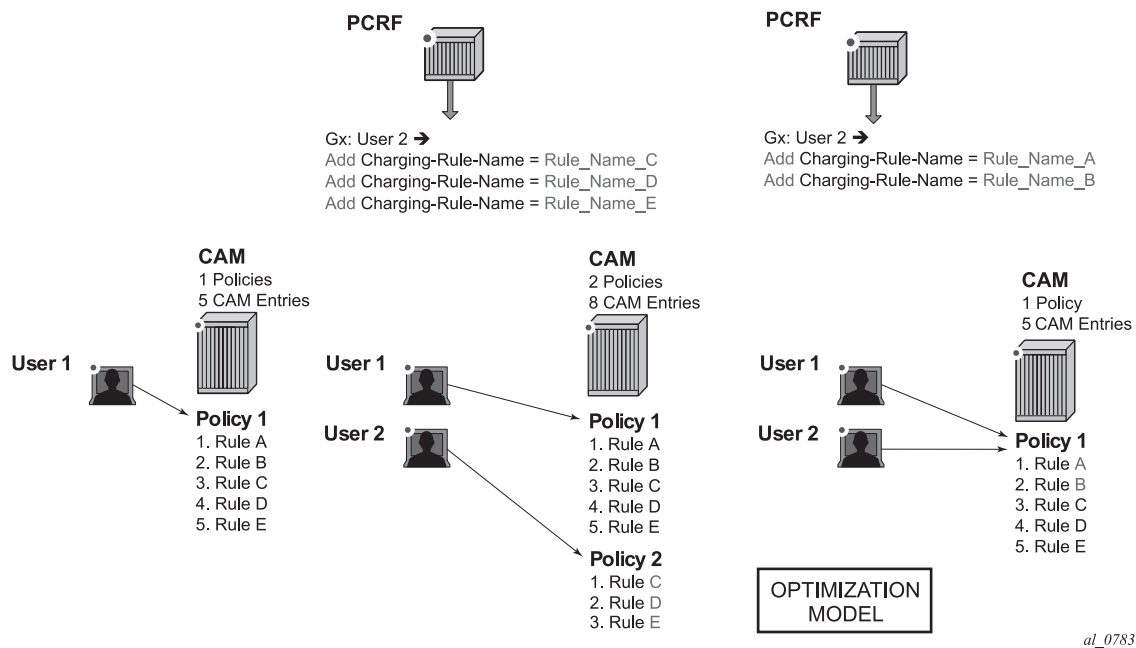 PCRF
Gx: User 2 ➔
Add Charging-Rule-Name = Rule_Name_C
Add Charging-Rule-Name = Rule_Name_D
Add Charging-Rule-Name = Rule_Name_E
PCRF
Gx: User 2 ➔
Add Charging-Rule-Name = Rule_Name_A
Add Charging-Rule-Name = Rule_Name_B
CAM
1 Policies
5 CAM Entries
User 1
Policy 1
1. Rule A
2. Rule B
3. Rule C
4. Rule D
5. Rule E
CAM
2 Policies
8 CAM Entries
User 1
User 2
Policy 1
1. Rule A
2. Rule B
3. Rule C
4. Rule D
5. Rule E
Policy 2
1. Rule C
2. Rule D
3. Rule E
CAM
1 Policy
5 CAM Entries
User 1
User 2
Policy 1
1. Rule A
2. Rule B
3. Rule C
4. Rule D
5. Rule E
OPTIMIZATION
MODEL
al_0783